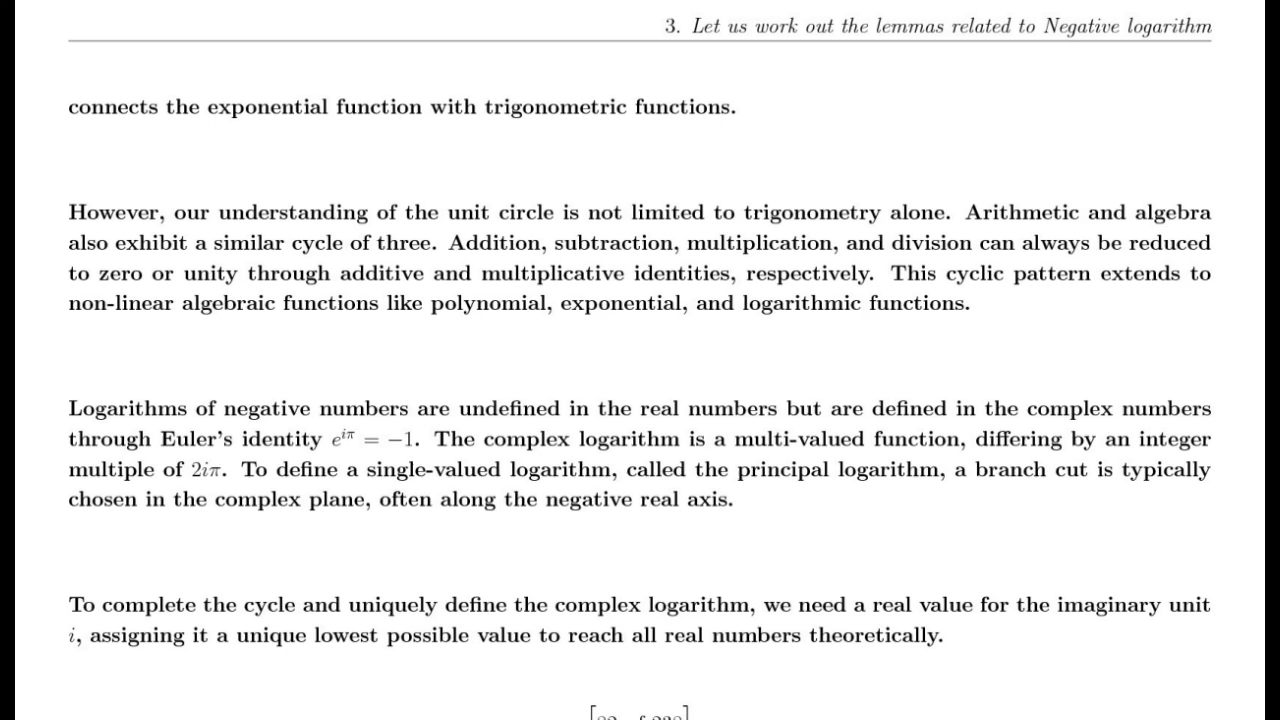 3. Let us work out the lemmas related to Negative logarithm
connects the exponential function with trigonometric functions.
However, our understanding of the unit circle is not limited to trigonometry alone. Arithmetic and algebra
also exhibit a similar cycle of three. Addition, subtraction, multiplication, and division can always be reduced
to zero or unity through additive and multiplicative identities, respectively. This cyclic pattern extends to
non-linear algebraic functions like polynomial, exponential, and logarithmic functions.
Logarithms of negative numbers are undefined in the real numbers but are defined in the complex numbers
through Euler's identity e^{iπ} = −1. The complex logarithm is a multi-valued function, differing by an integer
multiple of 2iπ. To define a single-valued logarithm, called the principal logarithm, a branch cut is typically
chosen in the complex plane, often along the negative real axis.
To complete the cycle and uniquely define the complex logarithm, we need a real value for the imaginary unit
i, assigning it a unique lowest possible value to reach all real numbers theoretically.